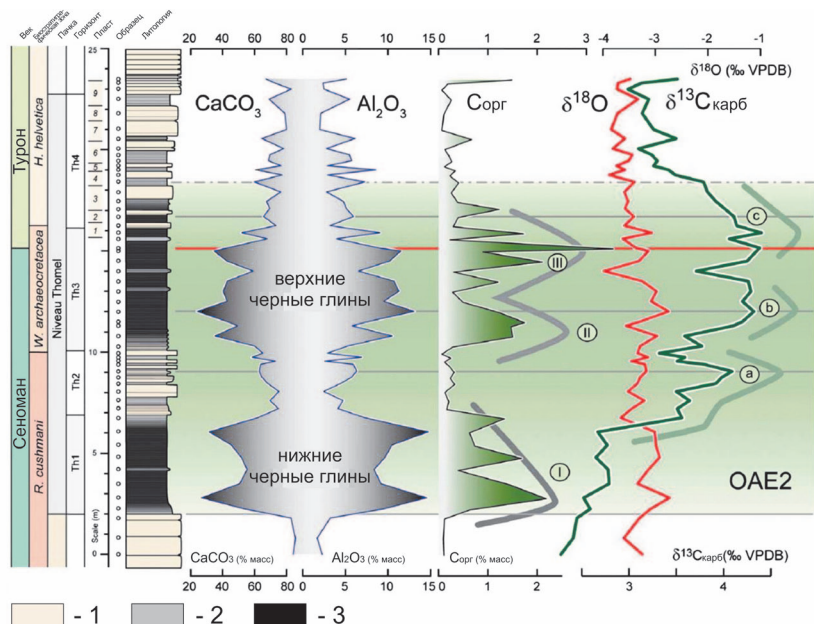 Век
Биостратиграфическая зона
Пачка
Горизонт
Пласт
Образец
Литология
20 40 60 80 0 5 10 15 0 1 2 3 -4 -3 -2 -1
δ¹⁸O (‰ VPDB)
CaCO₃ Al₂O₃ Cорг δ¹⁸O δ¹³Cкарб
Турон
Сеноман
H. helvetica
W. archaeocretacea
R. cushmani
Niveau Thomel
Th4
Th3
Th2
Th1
25
9
8
7
6
5
4
3
2
1
10
5
Scale (m)
0
верхние
черные глины
нижние
черные глины
III
II
I
c
b
a
OAE2
CaCO₃ (% масс) Al₂O₃ (% масс) Cорг (% масс) δ¹³Cкарб(‰ VPDB)
20 40 60 80 0 5 10 15 0 1 2 3 4
- 1 - 2 - 3